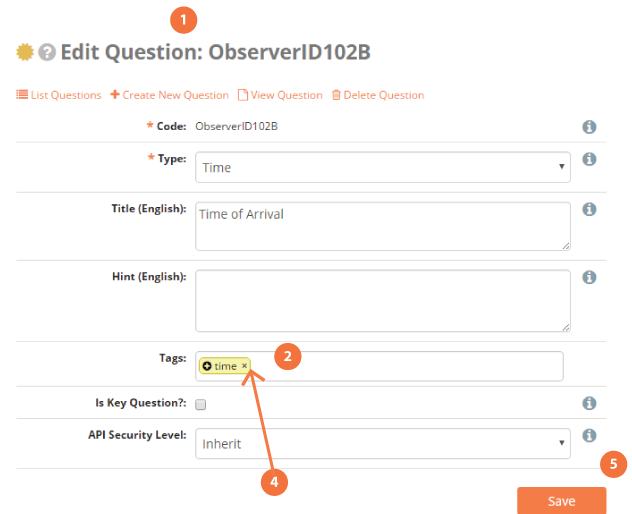 1
Edit Question: ObserverID102B
List Questions Create New Question View Question Delete Question
* Code: ObserverID102B
* Type: Time
Title (English): Time of Arrival
Hint (English):
Tags: time × 2
Is Key Question?:
API Security Level: Inherit
5
4
Save